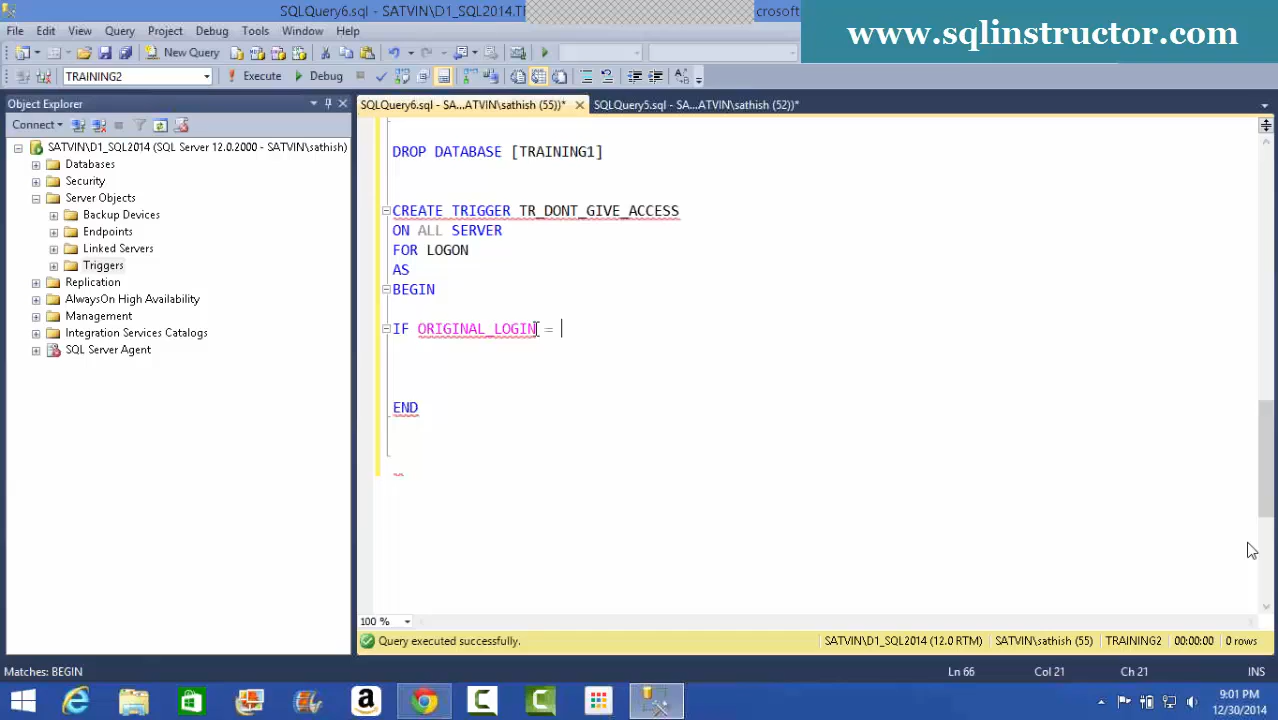 SQLQuery6.sql - SATVIN\D1_SQL2014.TR
crosoft
www.sqlinstructor.com
File Edit View Query Project Debug Tools Window Help
New Query
TRAINING2 Execute Debug
Object Explorer
SQLQuery6.sql - SA...ATVIN\sathish (55))* SQLQuery5.sql - SA...ATVIN\sathish (52))*
Connect
SATVIN\D1_SQL2014 (SQL Server 12.0.2000 - SATVIN\sathish)
Databases
Security
Server Objects
Backup Devices
Endpoints
Linked Servers
Triggers
Replication
AlwaysOn High Availability
Management
Integration Services Catalogs
SQL Server Agent
DROP DATABASE [TRAINING1]
CREATE TRIGGER TR_DONT_GIVE_ACCESS
ON ALL SERVER
FOR LOGON
AS
BEGIN
IF ORIGINAL_LOGIN =
END
100 %
Query executed successfully. SATVIN\D1_SQL2014 (12.0 RTM) SATVIN\sathish (55) TRAINING2 00:00:00 0 rows
Matches: BEGIN Ln 66 Col 21 Ch 21 INS
9:01 PM
12/30/2014